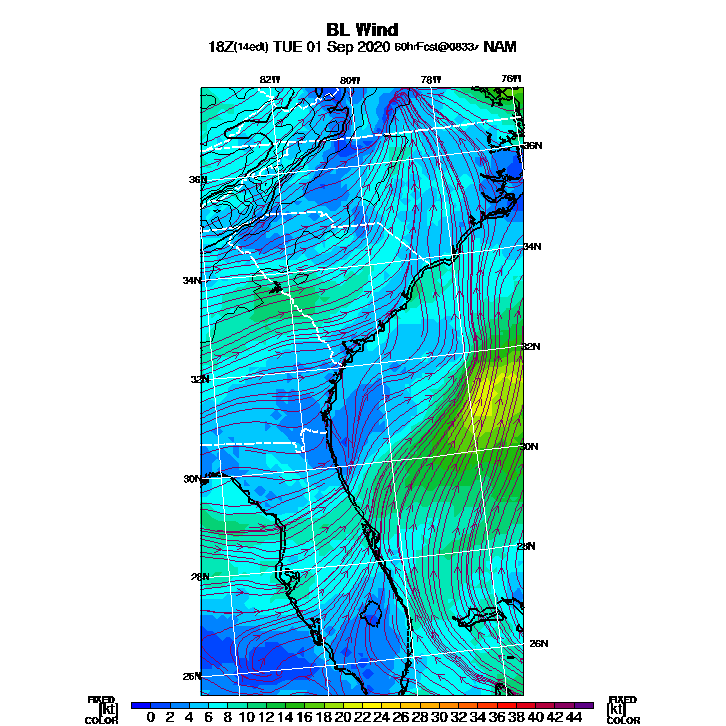 BL Wind
18Z(14edt) TUE 01 Sep 2020 60hrFcst@0833z NAM
82W 80W 78W 76W
36N
36N
34N
34N
32N
32N
30N
30N
28N
28N
26N
26N
FIXED FIXED
[kt] 0 2 4 6 8 10 12 14 16 18 20 22 24 26 28 30 32 34 36 38 40 42 44 [kt]
COLOR COLOR